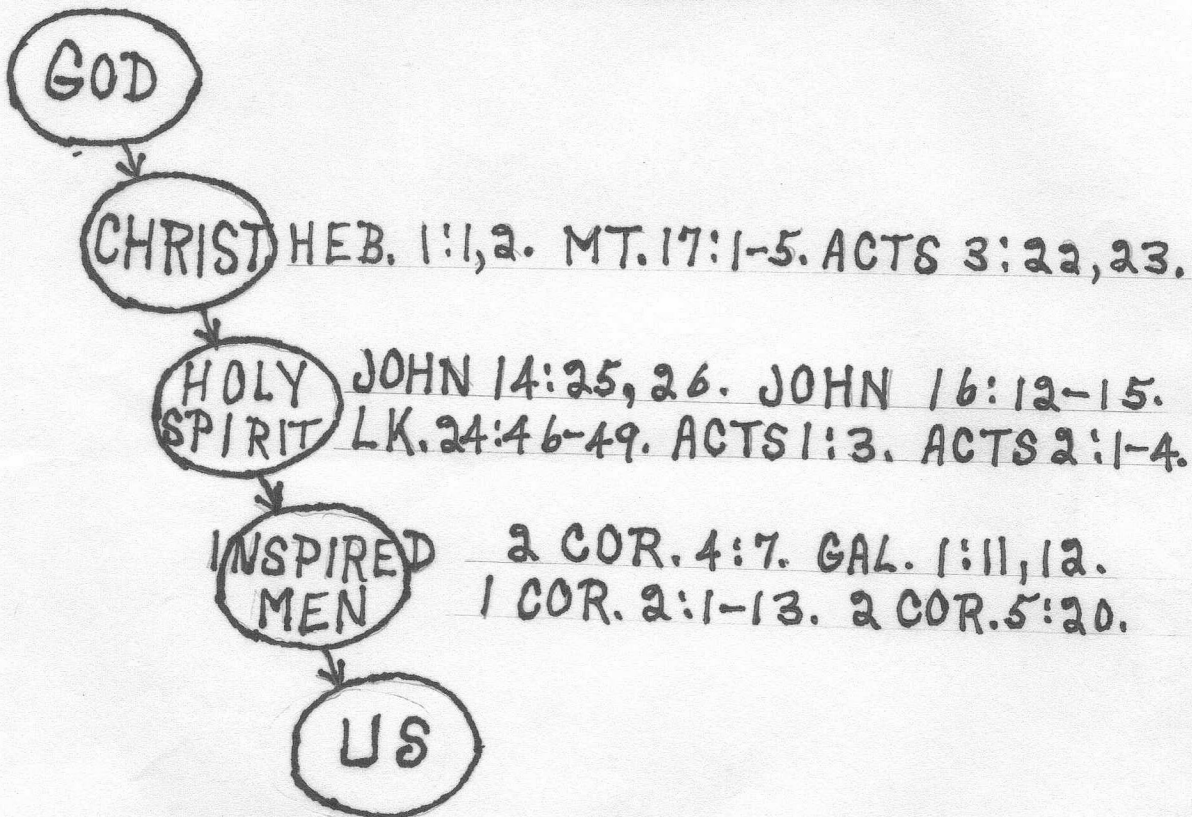 GOD
CHRIST HEB. 1:1,2. MT. 17:1-5. ACTS 3:22,23.
HOLY JOHN 14:25,26. JOHN 16:12-15.
SPIRIT LK. 24:46-49. ACTS 1:3. ACTS 2:1-4.
INSPIRED 2 COR. 4:7. GAL. 1:11,12.
MEN 1 COR. 2:1-13. 2 COR. 5:20.
US